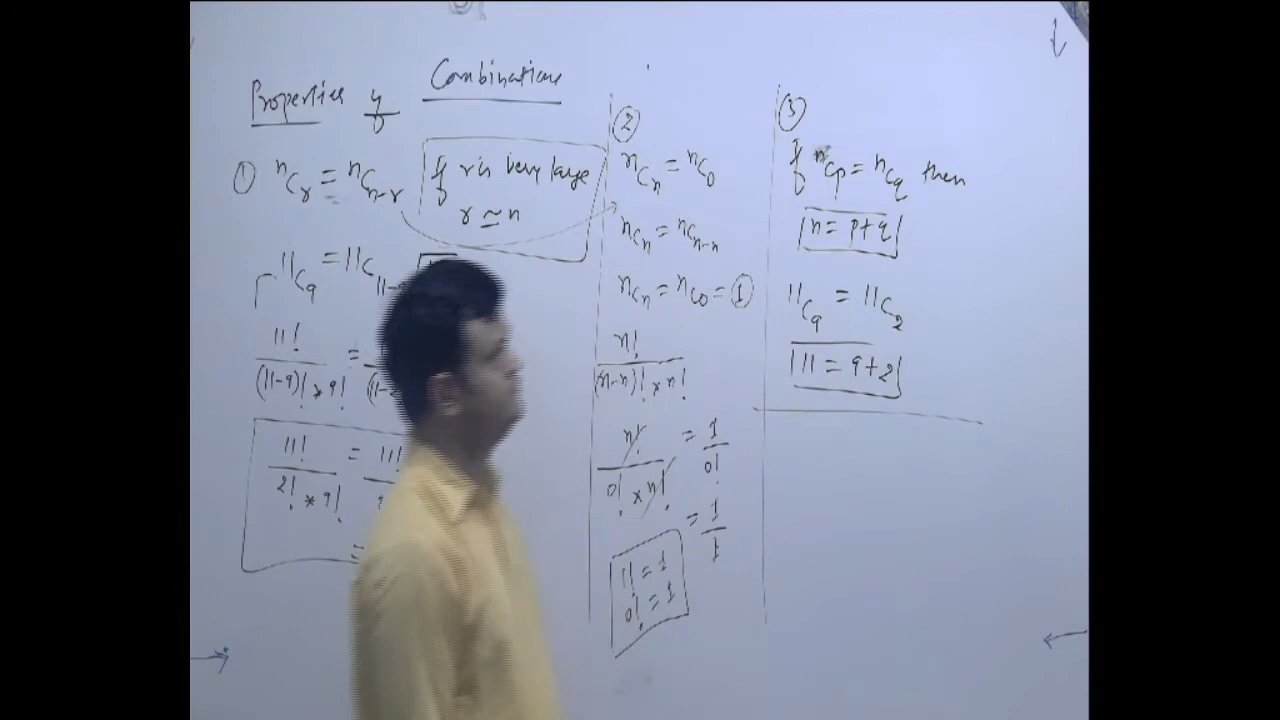 Properties of Combinations
① ⁿCᵣ = ⁿCₙ₋ᵣ
If r is very large
r ≃ n
¹¹C₉ = ¹¹C₁₁₋
11! / (11-9)! * 9! =
11! / 2! * 9! = 11!
=
②
ⁿCₙ = ⁿC₀
ⁿCₙ = ⁿCₙ₋ₙ
ⁿCₙ = ⁿC₀ = ①
n! / (n-n)! * n!
n! / 0! * n! = 1 / 0!
= 1 / 1
1! = 1
0! = 1
③
If ⁿCp = ⁿCq then
n = p+q
¹¹C₉ = ¹¹C₂
11 = 9+2